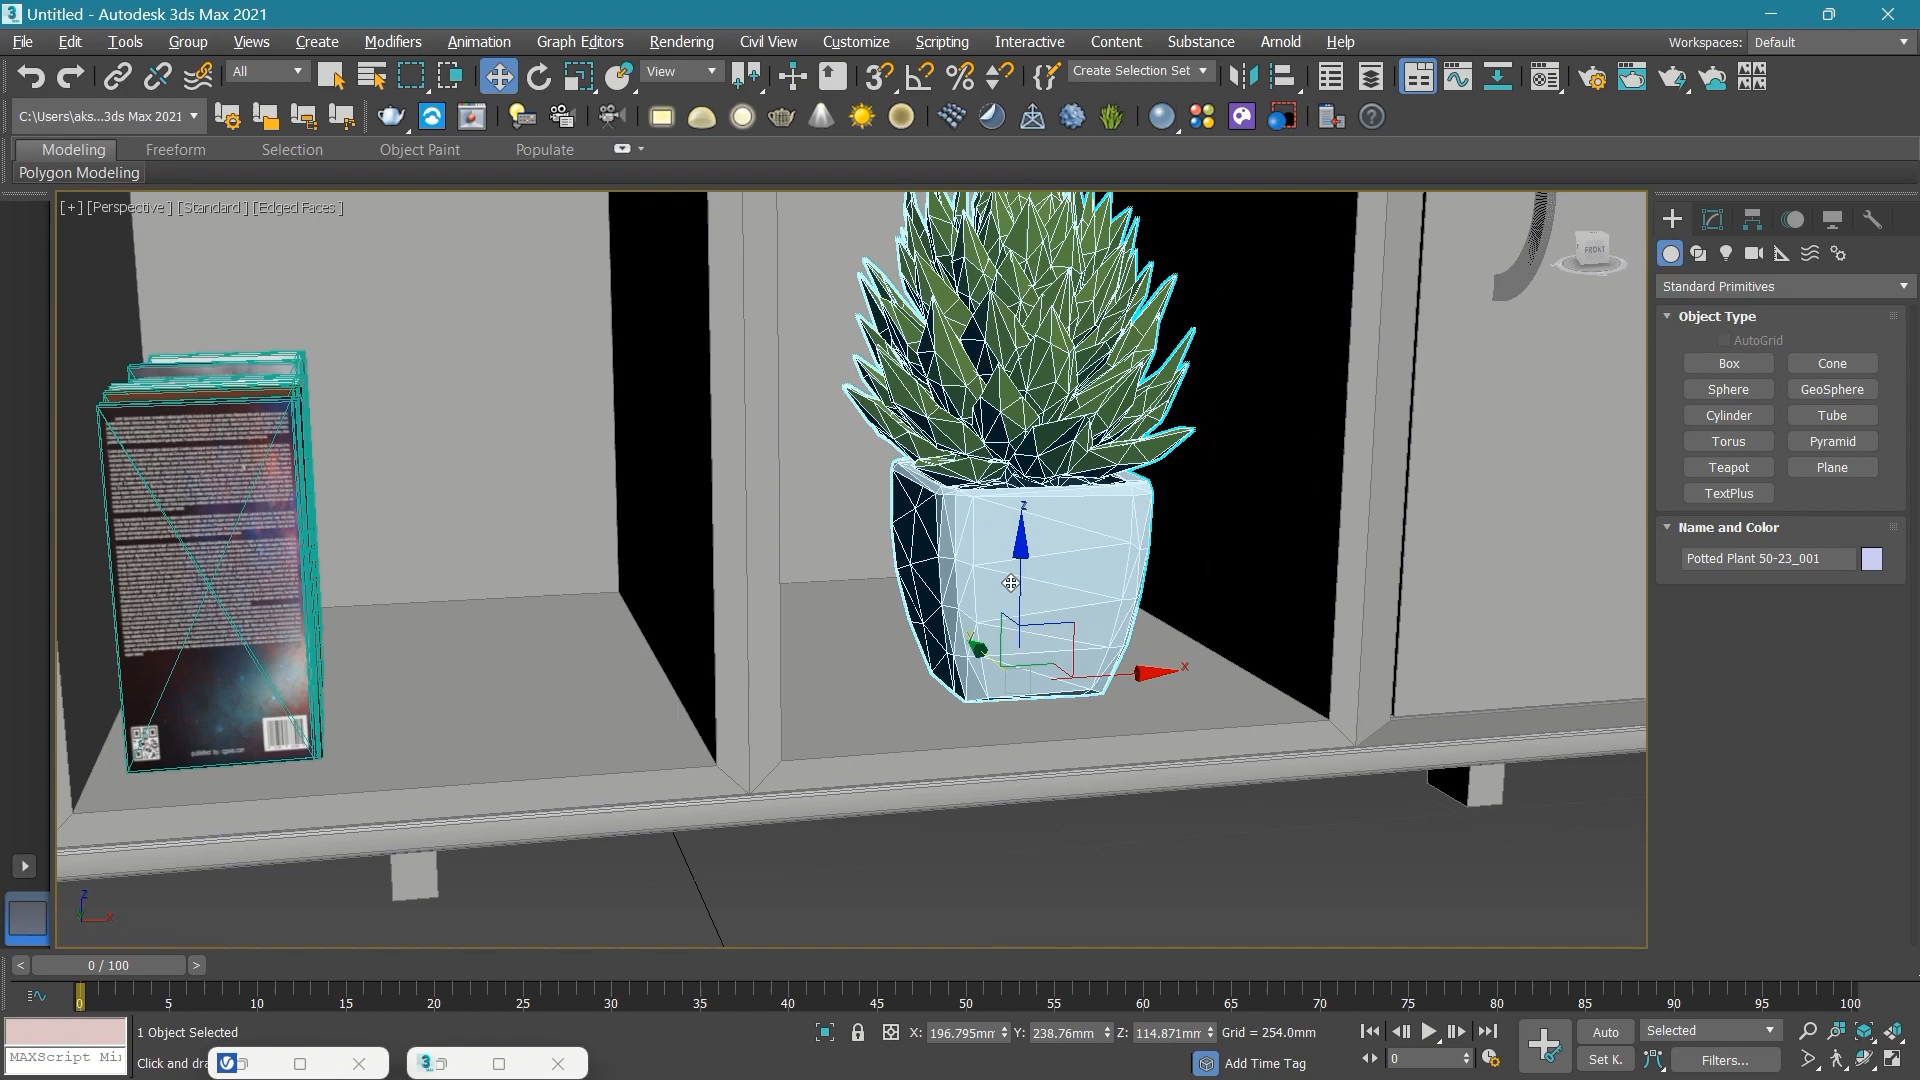 Untitled - Autodesk 3ds Max 2021
File Edit Tools Group Views Create Modifiers Animation Graph Editors Rendering Civil View Customize Scripting Interactive Content Substance Arnold Help
Workspaces: Default
All View Create Selection Set
C:\Users\aks...3ds Max 2021
Modeling Freeform Selection Object Paint Populate
Polygon Modeling
[+] [Perspective ] [Standard ] [Edged Faces ]
FRONT
Standard Primitives
Object Type
AutoGrid
Box Cone
Sphere GeoSphere
Cylinder Tube
Torus Pyramid
Teapot Plane
TextPlus
Name and Color
Potted Plant 50-23_001
z
y
x
z
x
0 / 100
0 5 10 15 20 25 30 35 40 45 50 55 60 65 70 75 80 85 90 95 100
1 Object Selected
X: 196.795mm Y: 238.76mm Z: 114.871mm Grid = 254.0mm
Auto Selected
MAXScript Mi
Click and dra
Add Time Tag
0
Set K. Filters...